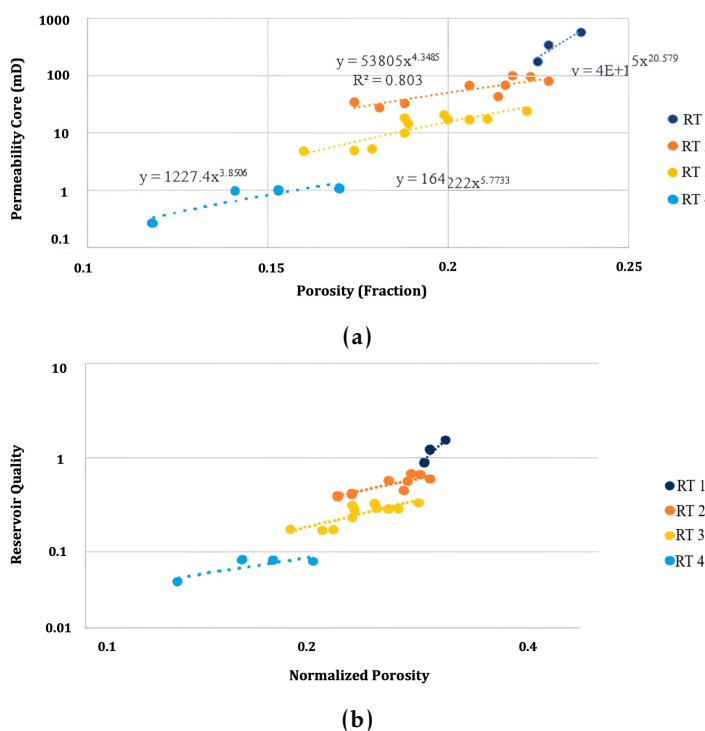 1000
100
10
1
0.1
Permeability Core (mD)
y = 53805x^4.3485
R² = 0.803
y = 4E+15x^20.579
y = 1227.4x^3.8506
y = 164222x^5.7733
RT
RT
RT
RT
0.1 0.15 0.2 0.25
Porosity (Fraction)
(a)
10
1
0.1
0.01
Reservoir Quality
RT 1
RT 2
RT 3
RT 4
0.1 0.2 0.4
Normalized Porosity
(b)